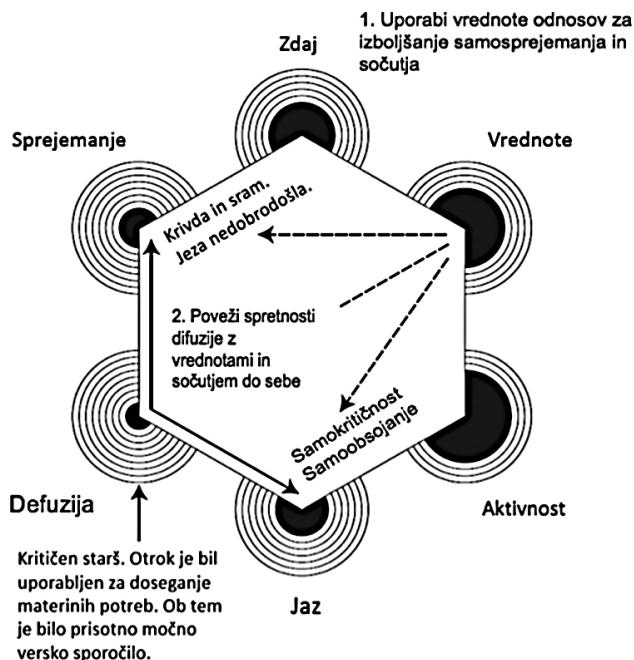 1. Uporabi vrednote odnosov za
izboljšanje samosprejemanja in
sočutja
Zdaj
Sprejemanje
Vrednote
Krivda in sram.
Jeza nedobrodošla.
2. Poveži spretnosti
difuzije z
vrednotami in
sočutjem do sebe
Samokritičnost
Samoobsojanje
Defuzija
Aktivnost
Jaz
Kritičen starš. Otrok je bil
uporabljen za doseganje
materinih potreb. Ob tem
je bilo prisotno močno
versko sporočilo.